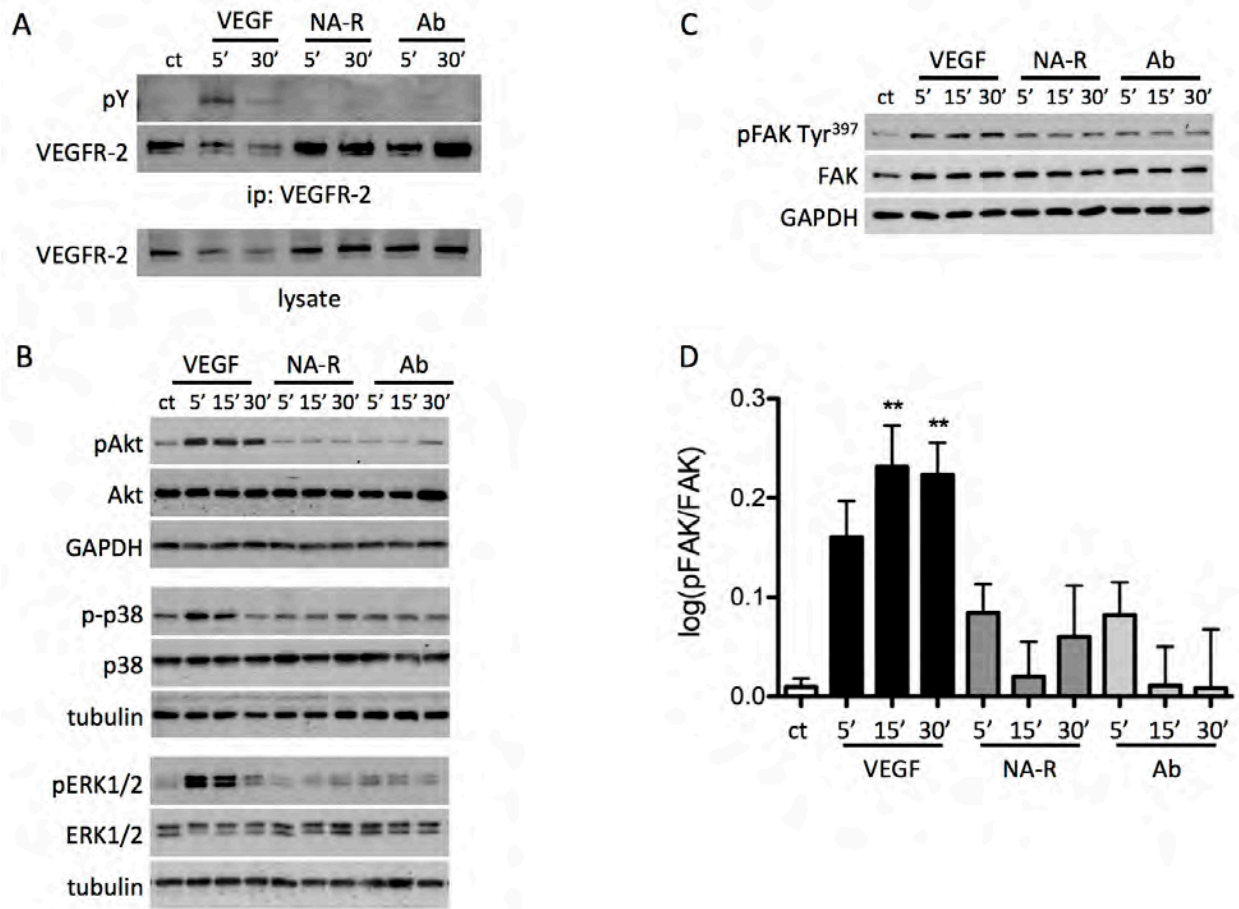 A
VEGF NA-R Ab
ct 5’ 30’ 5’ 30’ 5’ 30’
pY
VEGFR-2
ip: VEGFR-2
VEGFR-2
lysate
B
VEGF NA-R Ab
ct 5’ 15’ 30’ 5’ 15’ 30’ 5’ 15’ 30’
pAkt
Akt
GAPDH
p-p38
p38
tubulin
pERK1/2
ERK1/2
tubulin
C
VEGF NA-R Ab
ct 5’ 15’ 30’ 5’ 15’ 30’ 5’ 15’ 30’
pFAK Tyr³⁹⁷
FAK
GAPDH
D
log(pFAK/FAK)
0.3
0.2
0.1
0.0
** **
ct 5’ 15’ 30’ 5’ 15’ 30’ 5’ 15’ 30’
VEGF NA-R Ab